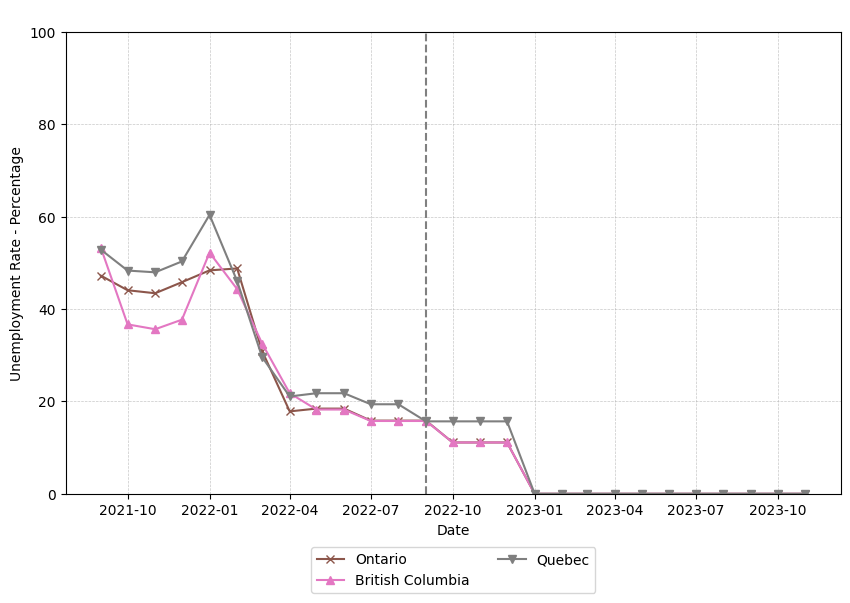 100
80
60
40
20
0
Unemployment Rate - Percentage
2021-10 2022-01 2022-04 2022-07 2022-10 2023-01 2023-04 2023-07 2023-10
Date
Ontario
British Columbia
Quebec